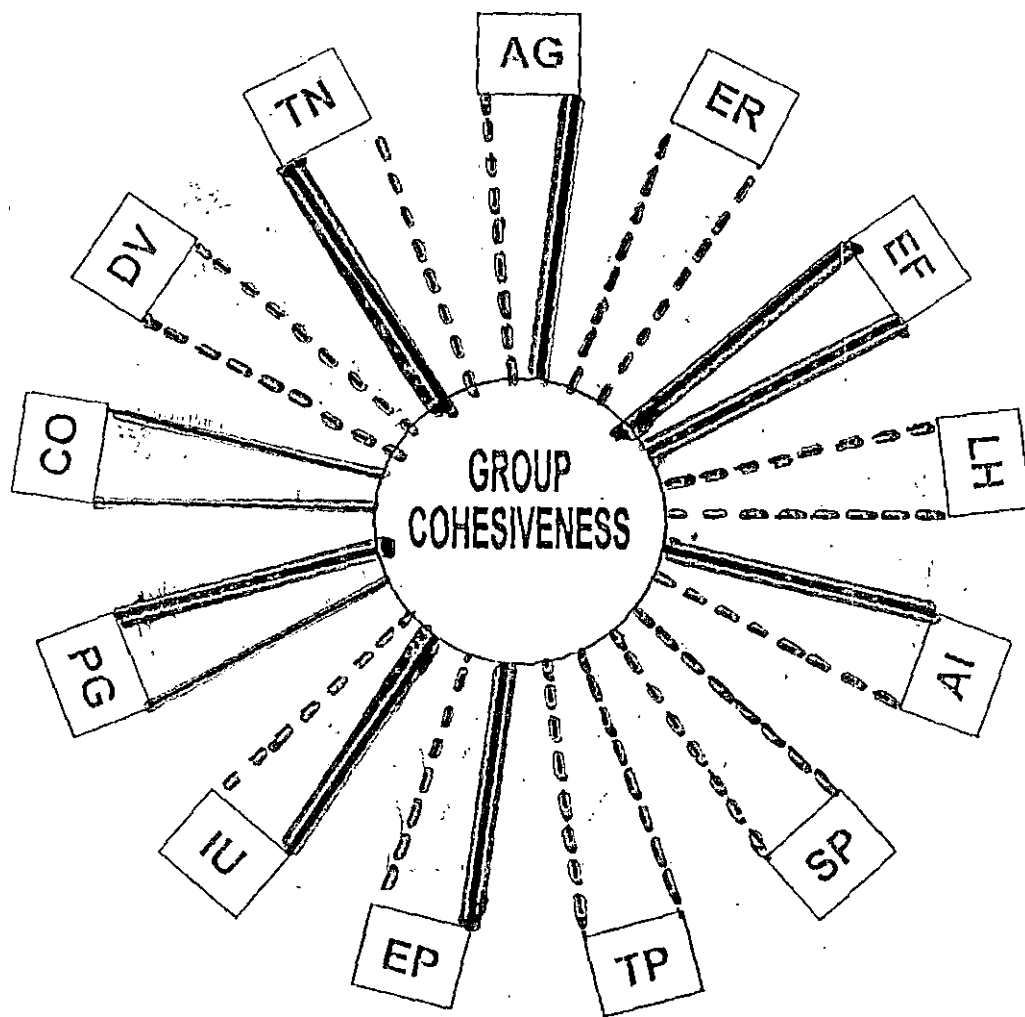 AG
ER
EF
LH
AI
SP
TP
EP
IU
PG
CO
DV
TN
GROUP
COHESIVENESS